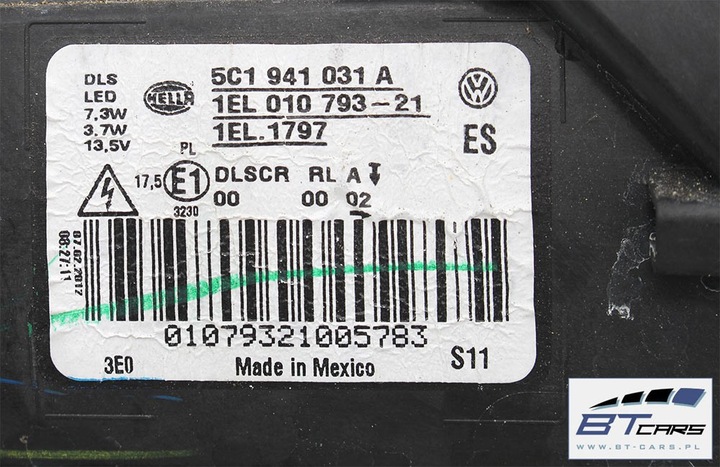 DLS
LED
7,3W
3.7W
13,5V
HELLA
5C1 941 031 A
1EL 010 793-21
1EL.1797
PL
ES
17,5
E1
3230
DLSCR RL A
00 00 02
07.02.2012
08:27:11
01079321005783
3E0
Made in Mexico
S11
BT CARS
WWW.BT-CARS.PL